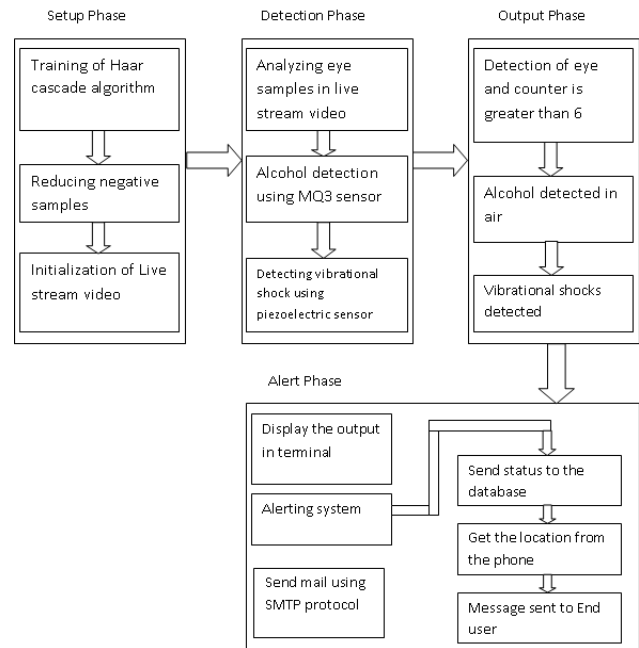 Setup Phase
Detection Phase
Output Phase
Training of Haar
cascade algorithm
Reducing negative
samples
Initialization of Live
stream video
Analyzing eye
samples in live
stream video
Alcohol detection
using MQ3 sensor
Detecting vibrational
shock using
piezoelectric sensor
Detection of eye
and counter is
greater than 6
Alcohol detected in
air
Vibrational shocks
detected
Alert Phase
Display the output
in terminal
Alerting system
Send mail using
SMTP protocol
Send status to the
database
Get the location from
the phone
Message sent to End
user